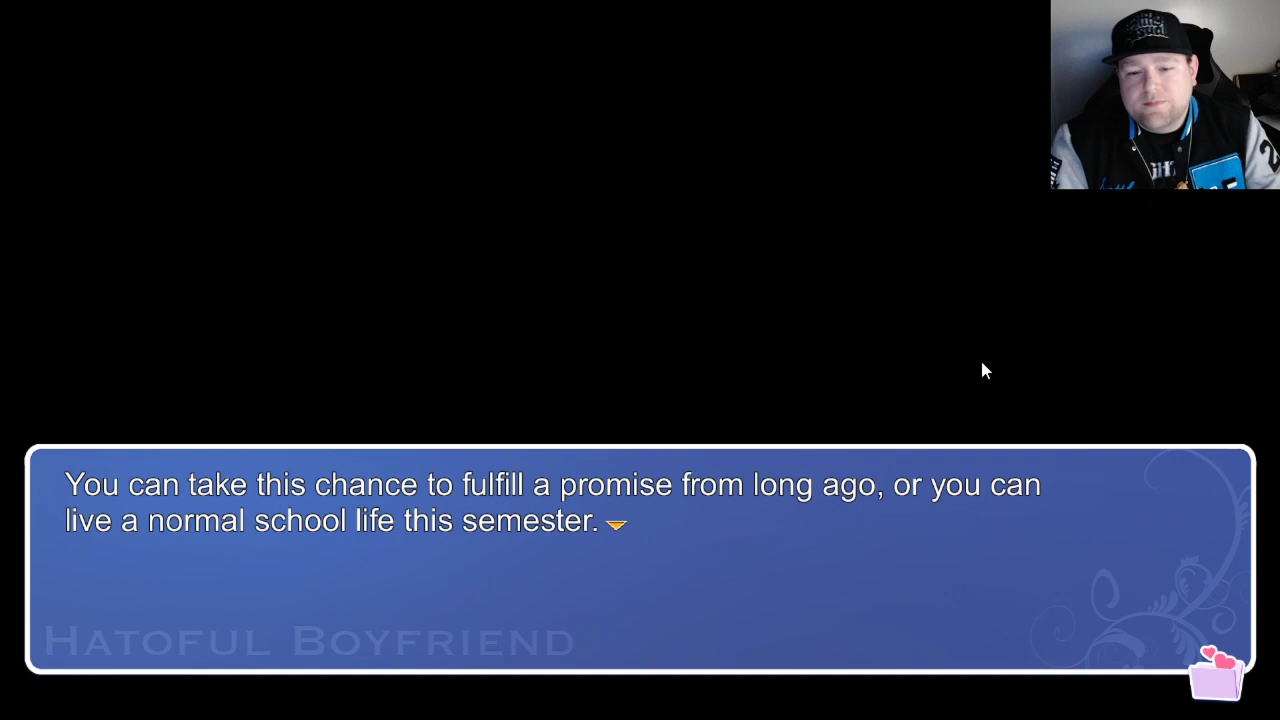 You can take this chance to fulfill a promise from long ago, or you can
live a normal school life this semester.
HATOFUL BOYFRIEND